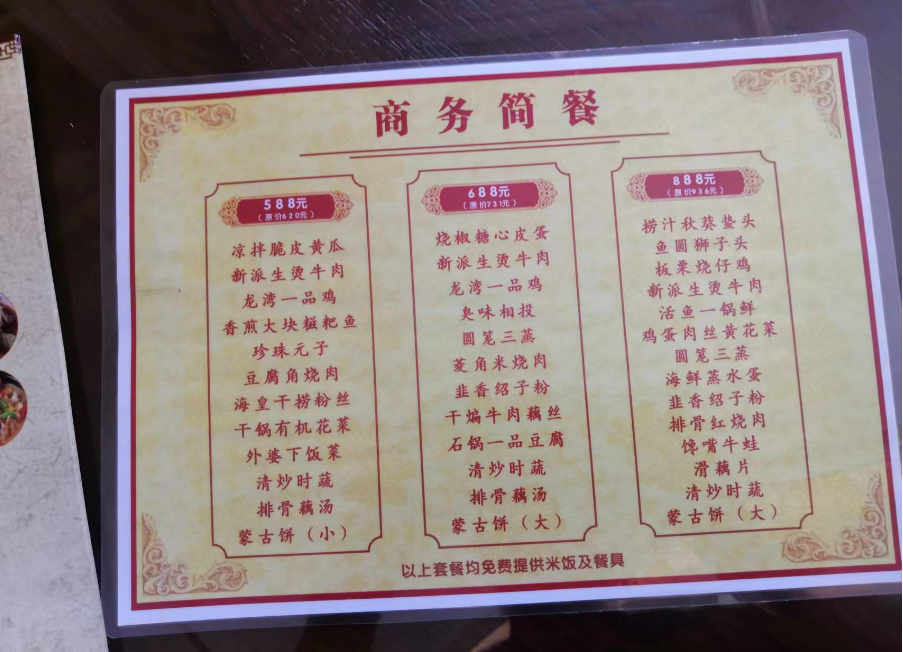 商务简餐
588元
（原价620元）
凉拌脆皮黄瓜
新派生烫牛肉
龙湾一品鸡
香煎大块糍粑鱼
珍珠元子
豆腐角烧肉
海皇干捞粉丝
干锅有机花菜
外婆下饭菜
清炒时蔬
排骨藕汤
蒙古饼（小）
688元
（原价731元）
烧椒糖心皮蛋
新派生烫牛肉
龙湾一品鸡
臭味相投
圆笼三蒸
菱角米烧肉
韭香绍子粉
干煸牛肉藕丝
石锅一品豆腐
清炒时蔬
排骨藕汤
蒙古饼（大）
888元
（原价936元）
捞汁秋葵垫头
鱼圆狮子头
板栗烧仔鸡
新派生烫牛肉
活鱼一锅鲜
鸡蛋肉丝黄花菜
圆笼三蒸
海鲜蒸水蛋
韭香绍子粉
排骨红烧肉
馋嘴牛蛙
滑藕片
清炒时蔬
蒙古饼（大）
以上套餐均免费提供米饭及餐具